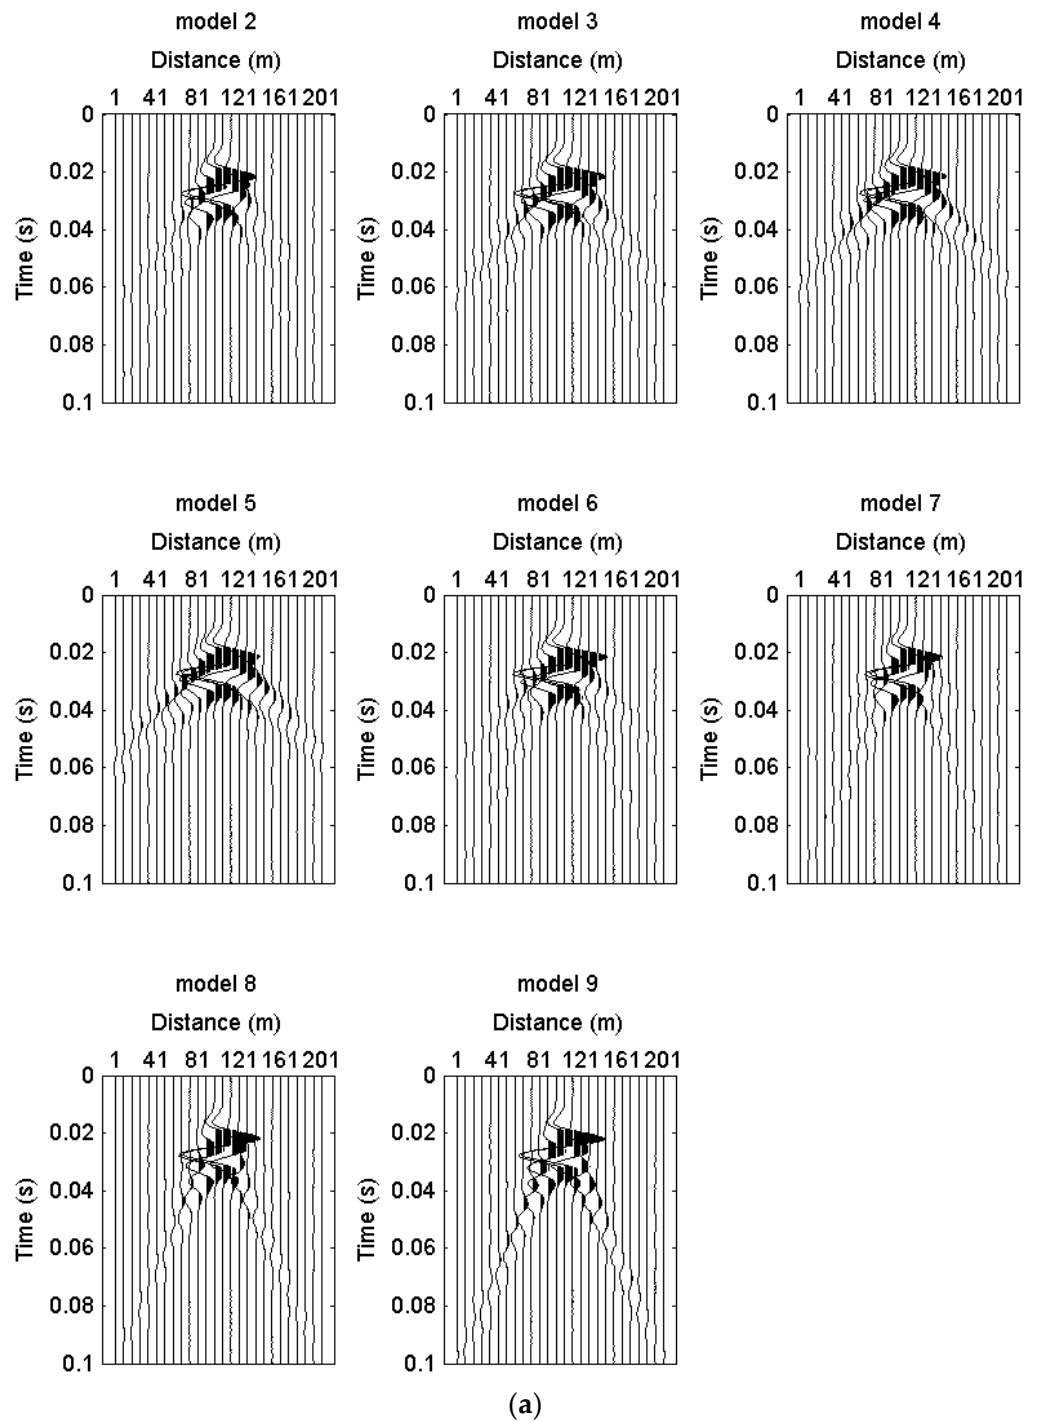 model 2 model 3 model 4
Distance (m) Distance (m) Distance (m)
1 41 81 121 161 201 1 41 81 121 161 201 1 41 81 121 161 201
0 0 0
0.02 0.02 0.02
0.04 0.04 0.04
Time (s) Time (s) Time (s)
0.06 0.06 0.06
0.08 0.08 0.08
0.1 0.1 0.1
model 5 model 6 model 7
Distance (m) Distance (m) Distance (m)
1 41 81 121 161 201 1 41 81 121 161 201 1 41 81 121 161 201
0 0 0
0.02 0.02 0.02
0.04 0.04 0.04
Time (s) Time (s) Time (s)
0.06 0.06 0.06
0.08 0.08 0.08
0.1 0.1 0.1
model 8 model 9
Distance (m) Distance (m)
1 41 81 121 161 201 1 41 81 121 161 201
0 0
0.02 0.02
0.04 0.04
Time (s) Time (s)
0.06 0.06
0.08 0.08
0.1 0.1
(a)